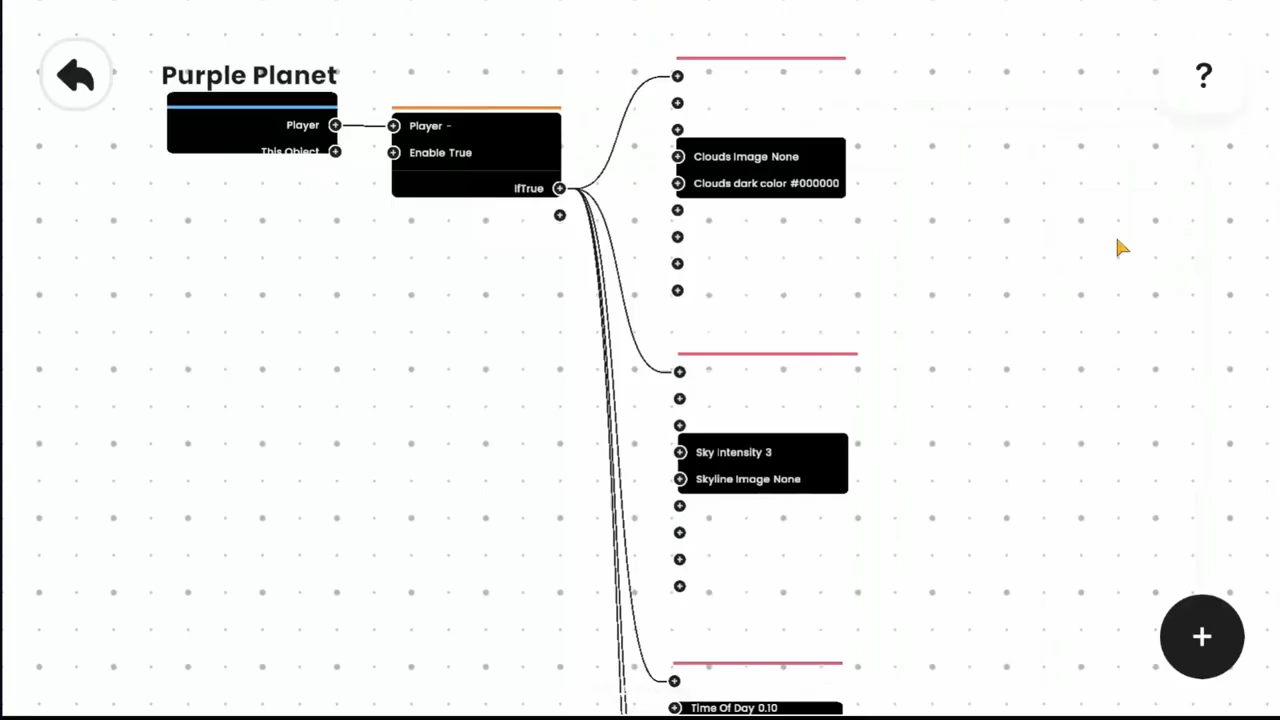 Purple Planet
?
Player
This Object
Player -
Enable True
IfTrue
Clouds Image None
Clouds dark color #000000
Sky Intensity 3
Skyline Image None
Time Of Day 0.10
+